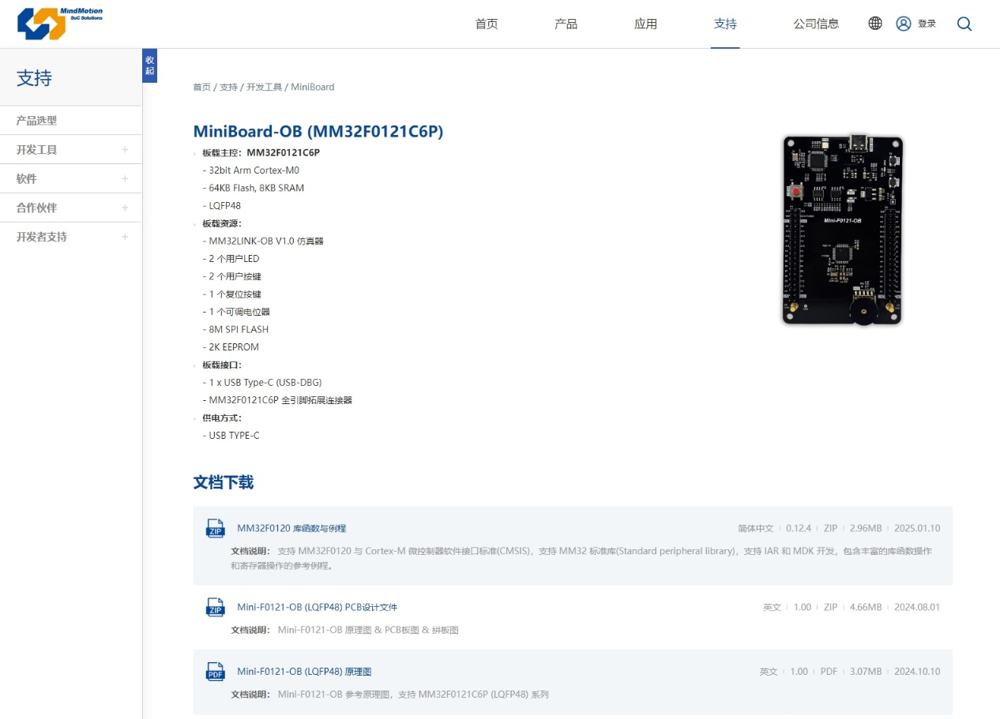 MindMotion
SoC Solutions
首页
产品
应用
支持
公司信息
登录
支持
收起
产品选型
开发工具 +
软件 +
合作伙伴 +
开发者支持 +
首页 / 支持 / 开发工具 / MiniBoard
MiniBoard-OB (MM32F0121C6P)
板载主控：MM32F0121C6P
- 32bit Arm Cortex-M0
- 64KB Flash, 8KB SRAM
- LQFP48
板载资源：
- MM32LINK-OB V1.0 仿真器
- 2 个用户LED
- 2 个用户按键
- 1 个复位按键
- 1 个可调电位器
- 8M SPI FLASH
- 2K EEPROM
板载接口：
- 1 x USB Type-C (USB-DBG)
- MM32F0121C6P 全引脚拓展连接器
供电方式：
- USB TYPE-C
Mini-F0121-OB
文档下载
ZIP
MM32F0120 库函数与例程
简体中文 | 0.12.4 | ZIP | 2.96MB | 2025.01.10
文档说明： 支持 MM32F0120 与 Cortex-M 微控制器软件接口标准(CMSIS)，支持 MM32 标准库(Standard peripheral library)，支持 IAR 和 MDK 开发，包含丰富的库函数操作
和寄存器操作的参考例程。
ZIP
Mini-F0121-OB (LQFP48) PCB设计文件
英文 | 1.00 | ZIP | 4.66MB | 2024.08.01
文档说明： Mini-F0121-OB 原理图 & PCB板图 & 拼板图
PDF
Mini-F0121-OB (LQFP48) 原理图
英文 | 1.00 | PDF | 3.07MB | 2024.10.10
文档说明： Mini-F0121-OB 参考原理图，支持 MM32F0121C6P (LQFP48) 系列